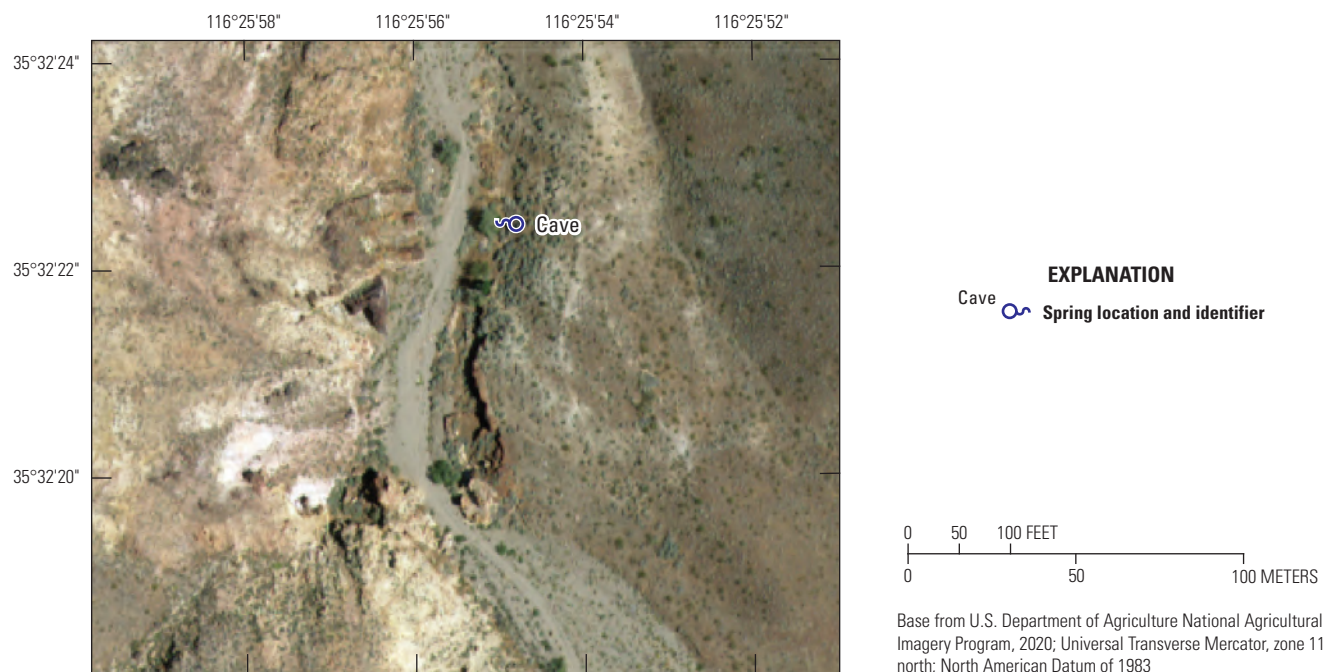 116°25'58" 116°25'56" 116°25'54" 116°25'52"
35°32'24"
Cave
35°32'22"
35°32'20"
EXPLANATION
Cave
Spring location and identifier
0 50 100 FEET
0 50 100 METERS
Base from U.S. Department of Agriculture National Agricultural
Imagery Program, 2020; Universal Transverse Mercator, zone 11
north; North American Datum of 1983